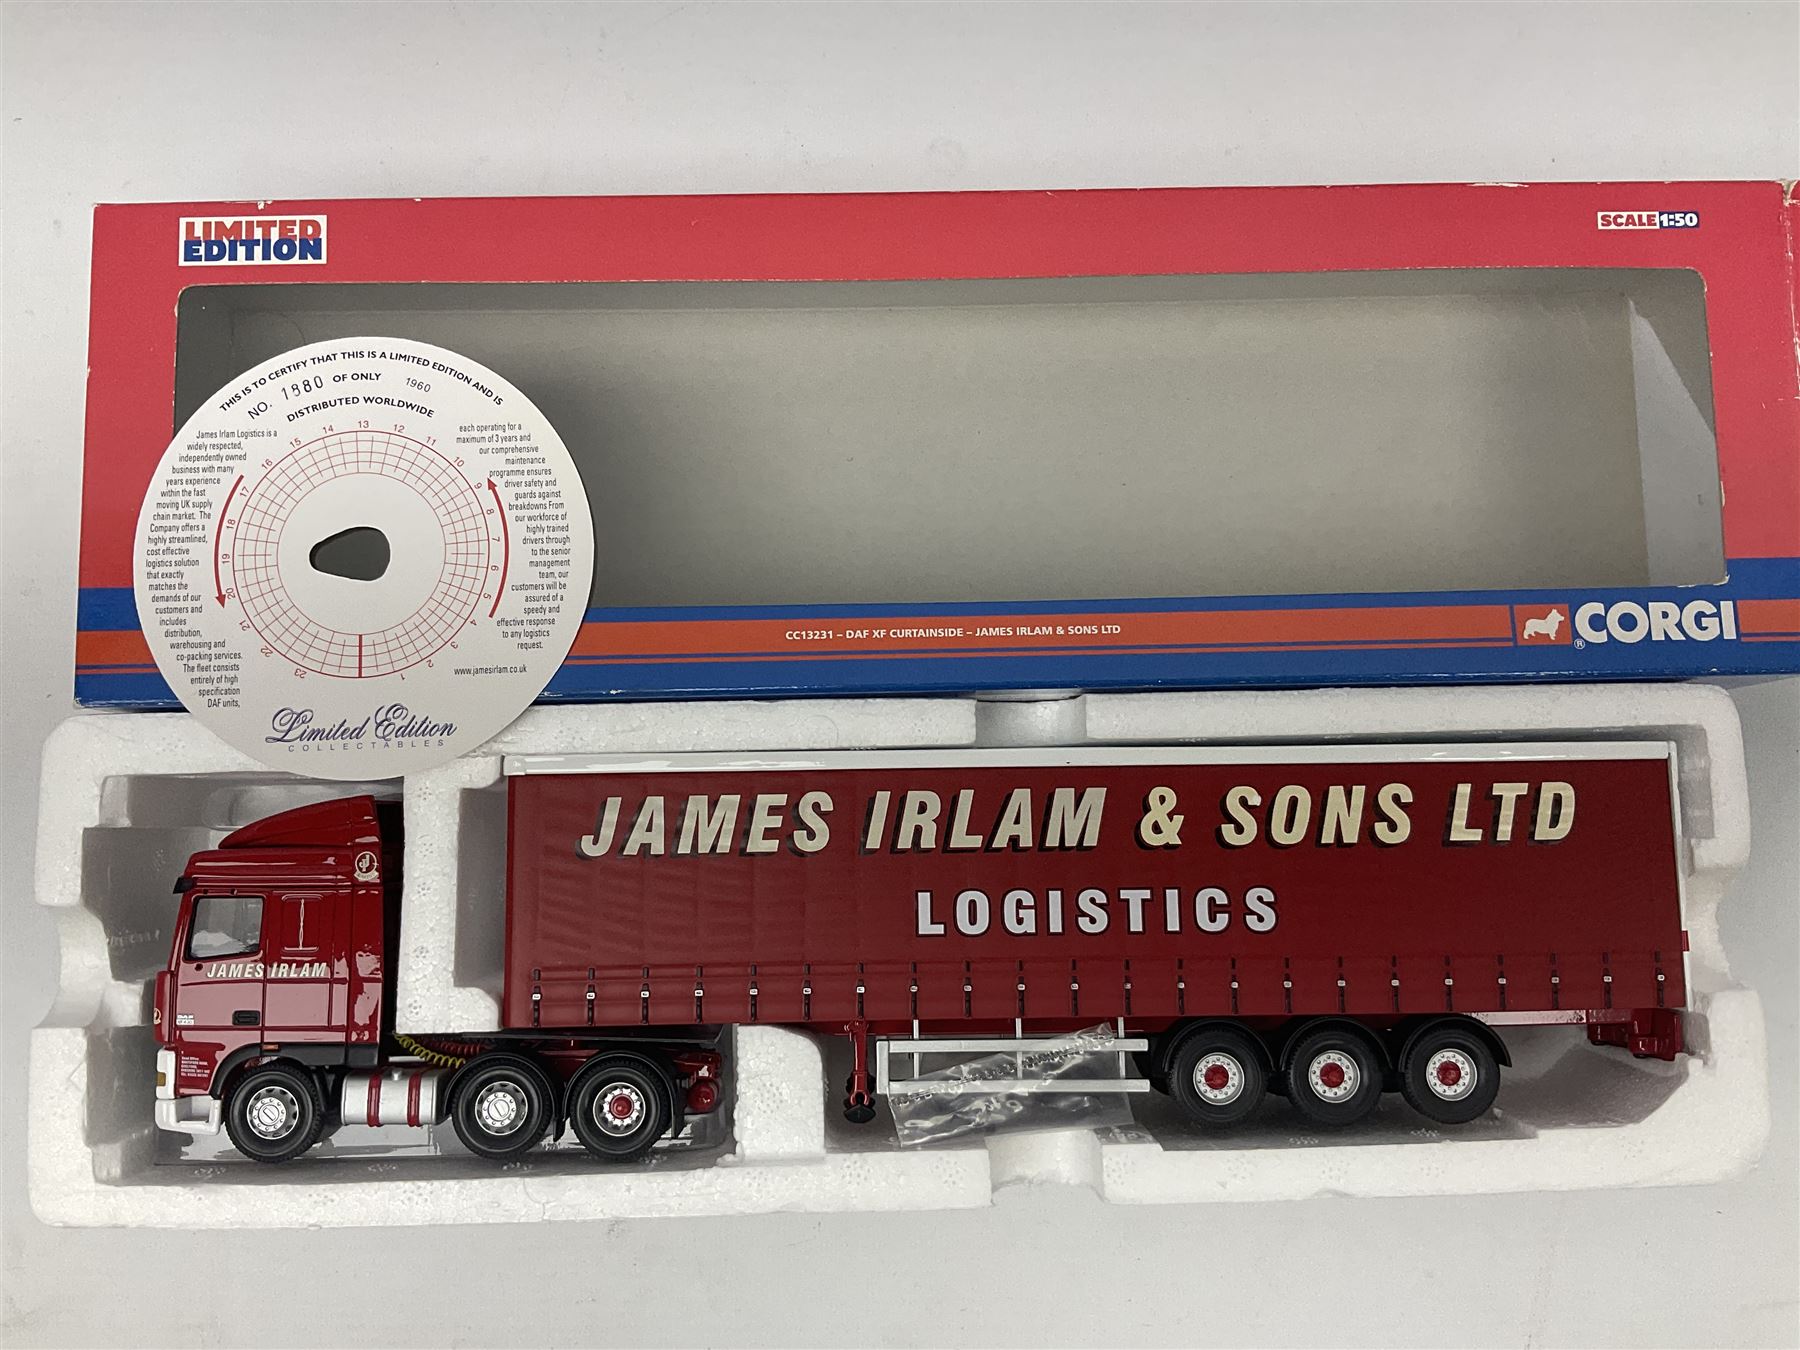 LIMITED
EDITION
SCALE 1:50
THIS IS TO CERTIFY THAT THIS IS A LIMITED EDITION AND IS
NO. 1880 OF ONLY 1960
DISTRIBUTED WORLDWIDE
James Irlam Logistics is a
widely respected,
independently owned
business with many
years experience
within the fast
moving UK supply
chain market. The
Company offers a
highly streamlined,
cost effective
logistics solution
that exactly
matches the
demands of our
customers and
includes
distribution,
warehousing and
co-packing services.
The fleet consists
entirely of high
specification
DAF units,
each operating for a
maximum of 3 years and
our comprehensive
maintenance
programme ensures
driver safety and
guards against
breakdowns From
our workforce of
highly trained
drivers through
to the senior
management
team, our
customers will be
assured of a
speedy and
effective response
to any logistics
request.
www.jamesirlam.co.uk
13
12
11
10
9
8
7
6
5
4
3
2
1
23
22
21
20
19
18
17
16
15
14
Limited Edition
COLLECTABLES
CC13231 – DAF XF CURTAINSIDE – JAMES IRLAM & SONS LTD
® CORGI
JAMES IRLAM & SONS LTD
LOGISTICS
JAMES IRLAM
DAF